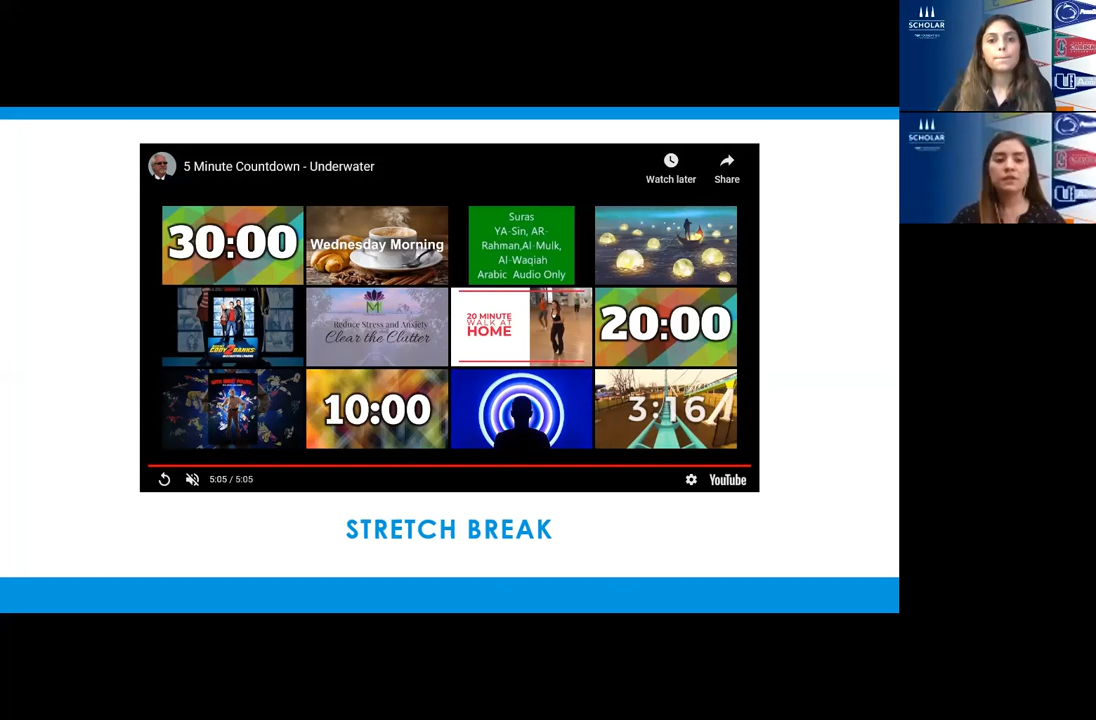 5 Minute Countdown - Underwater
Watch later
Share
30:00
Wednesday Morning
Suras
YA-Sin, AR-
Rahman,Al-Mulk,
Al-Waqiah
Arabic Audio Only
CODY BANKS
M
Reduce Stress and Anxiety
Clear the Clutter
20 MINUTE
WALK AT
HOME
20:00
10:00
3:16
5:05 / 5:05
YouTube
STRETCH BREAK
SCHOLAR
SCHOLAR